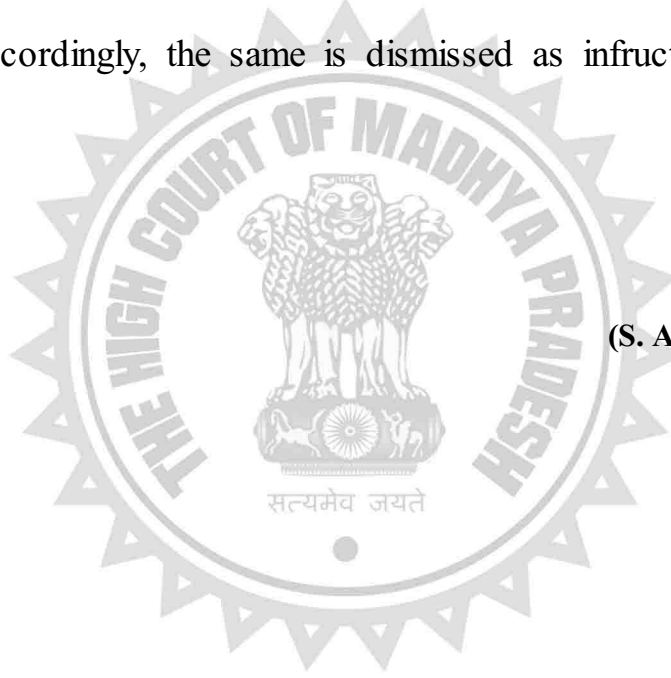 cordingly, the same is dismissed as infruct
THE HIGH COURT OF MADHYA PRADESH
(S. A
सत्यमेव जयते